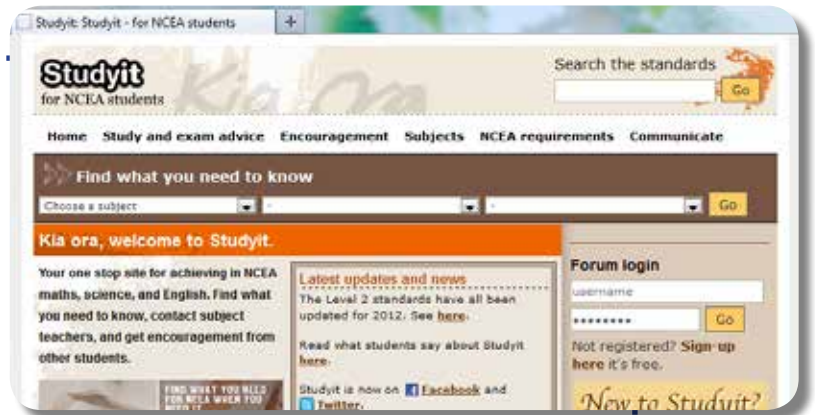 Studyit: Studyit - for NCEA students
Studyit
for NCEA students
Kia ora
Search the standards
Go
Home Study and exam advice Encouragement Subjects NCEA requirements Communicate
Find what you need to know
Choose a subject - - Go
Kia ora, welcome to Studyit.
Your one stop site for achieving in NCEA
maths, science, and English. Find what
you need to know, contact subject
teachers, and get encouragement from
other students.
FIND WHAT YOU NEED
FOR NCEA WHEN YOU
NEED IT
Latest updates and news
The Level 2 standards have all been
updated for 2012. See here.
Read what students say about Studyit
here.
Studyit is now on Facebook and
Twitter.
Forum login
username
Go
Not registered? Sign-up
here it's free.
New to Studyit?